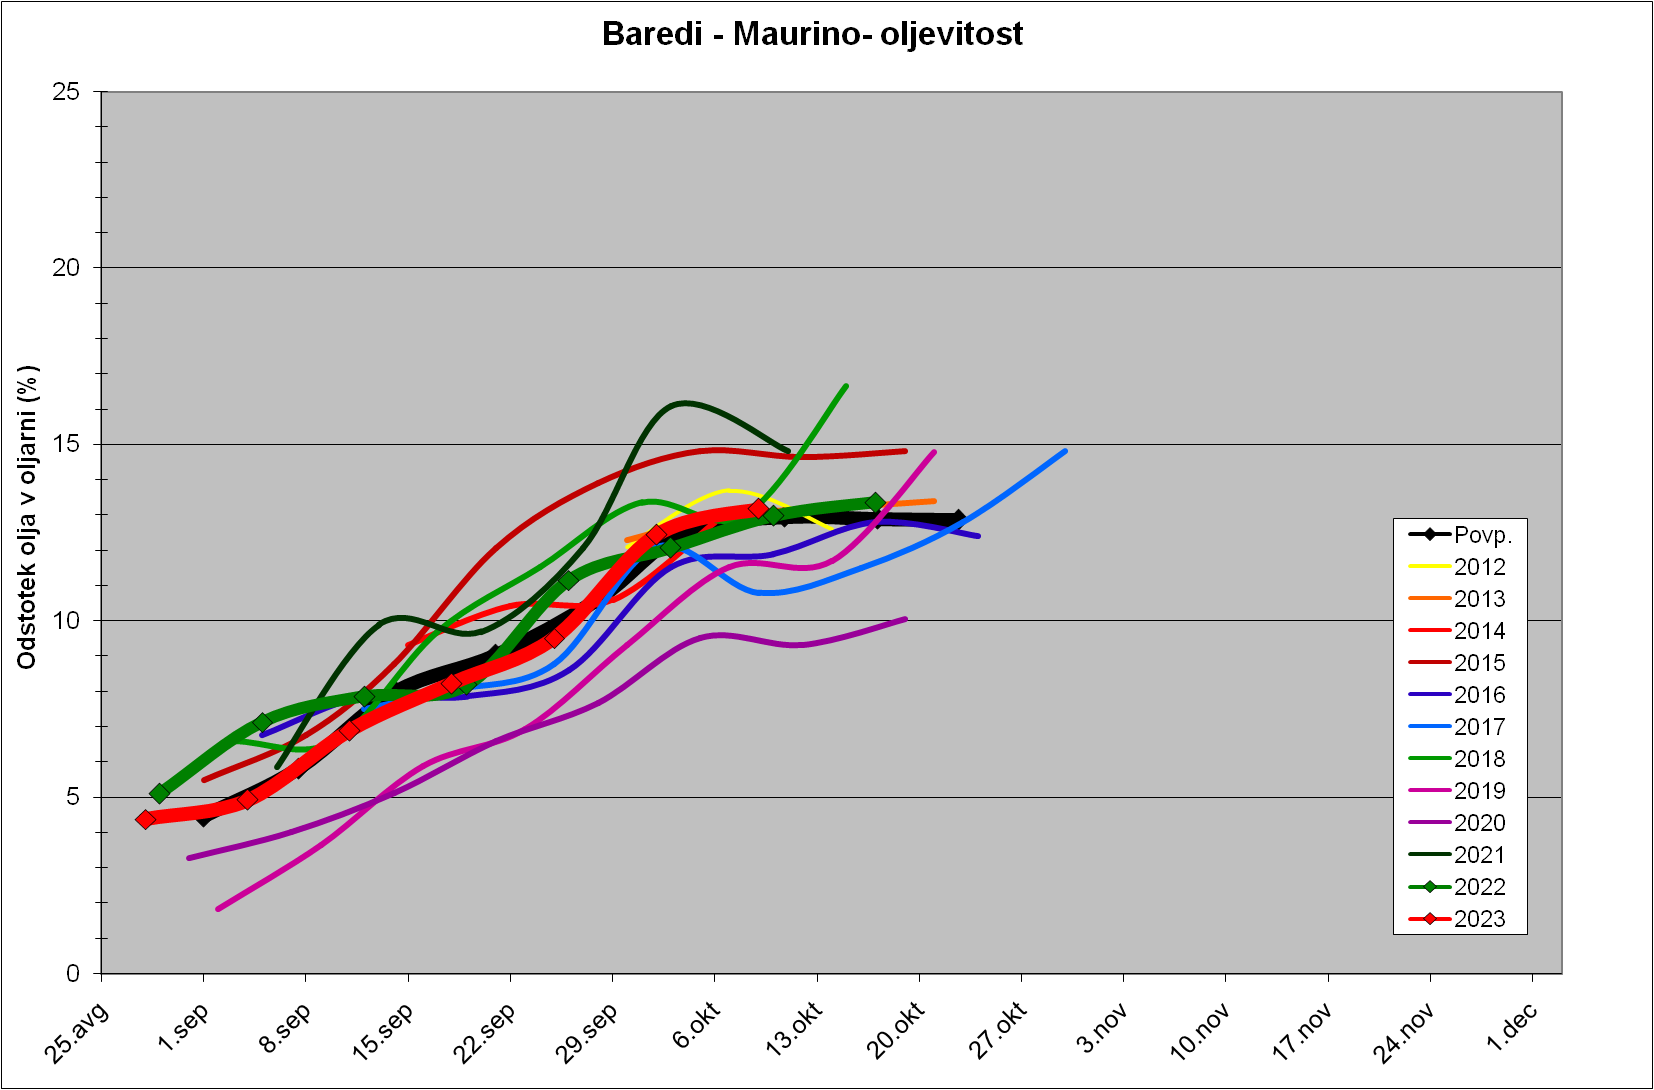 Baredi - Maurino- oljevitost
Odstotek olja v oljarni (%)
25
20
15
10
5
0
25.avg
1.sep
8.sep
15.sep
22.sep
29.sep
6.okt
13.okt
20.okt
27.okt
3.nov
10.nov
17.nov
24.nov
1.dec
Povp.
2012
2013
2014
2015
2016
2017
2018
2019
2020
2021
2022
2023